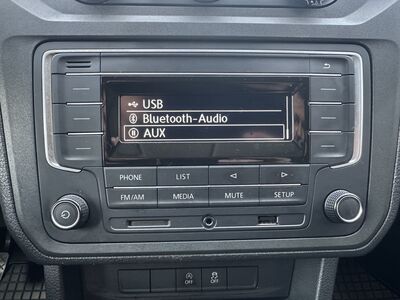 USB
Bluetooth-Audio
AUX
PHONE LIST
FM/AM MEDIA MUTE SETUP
OFF OFF